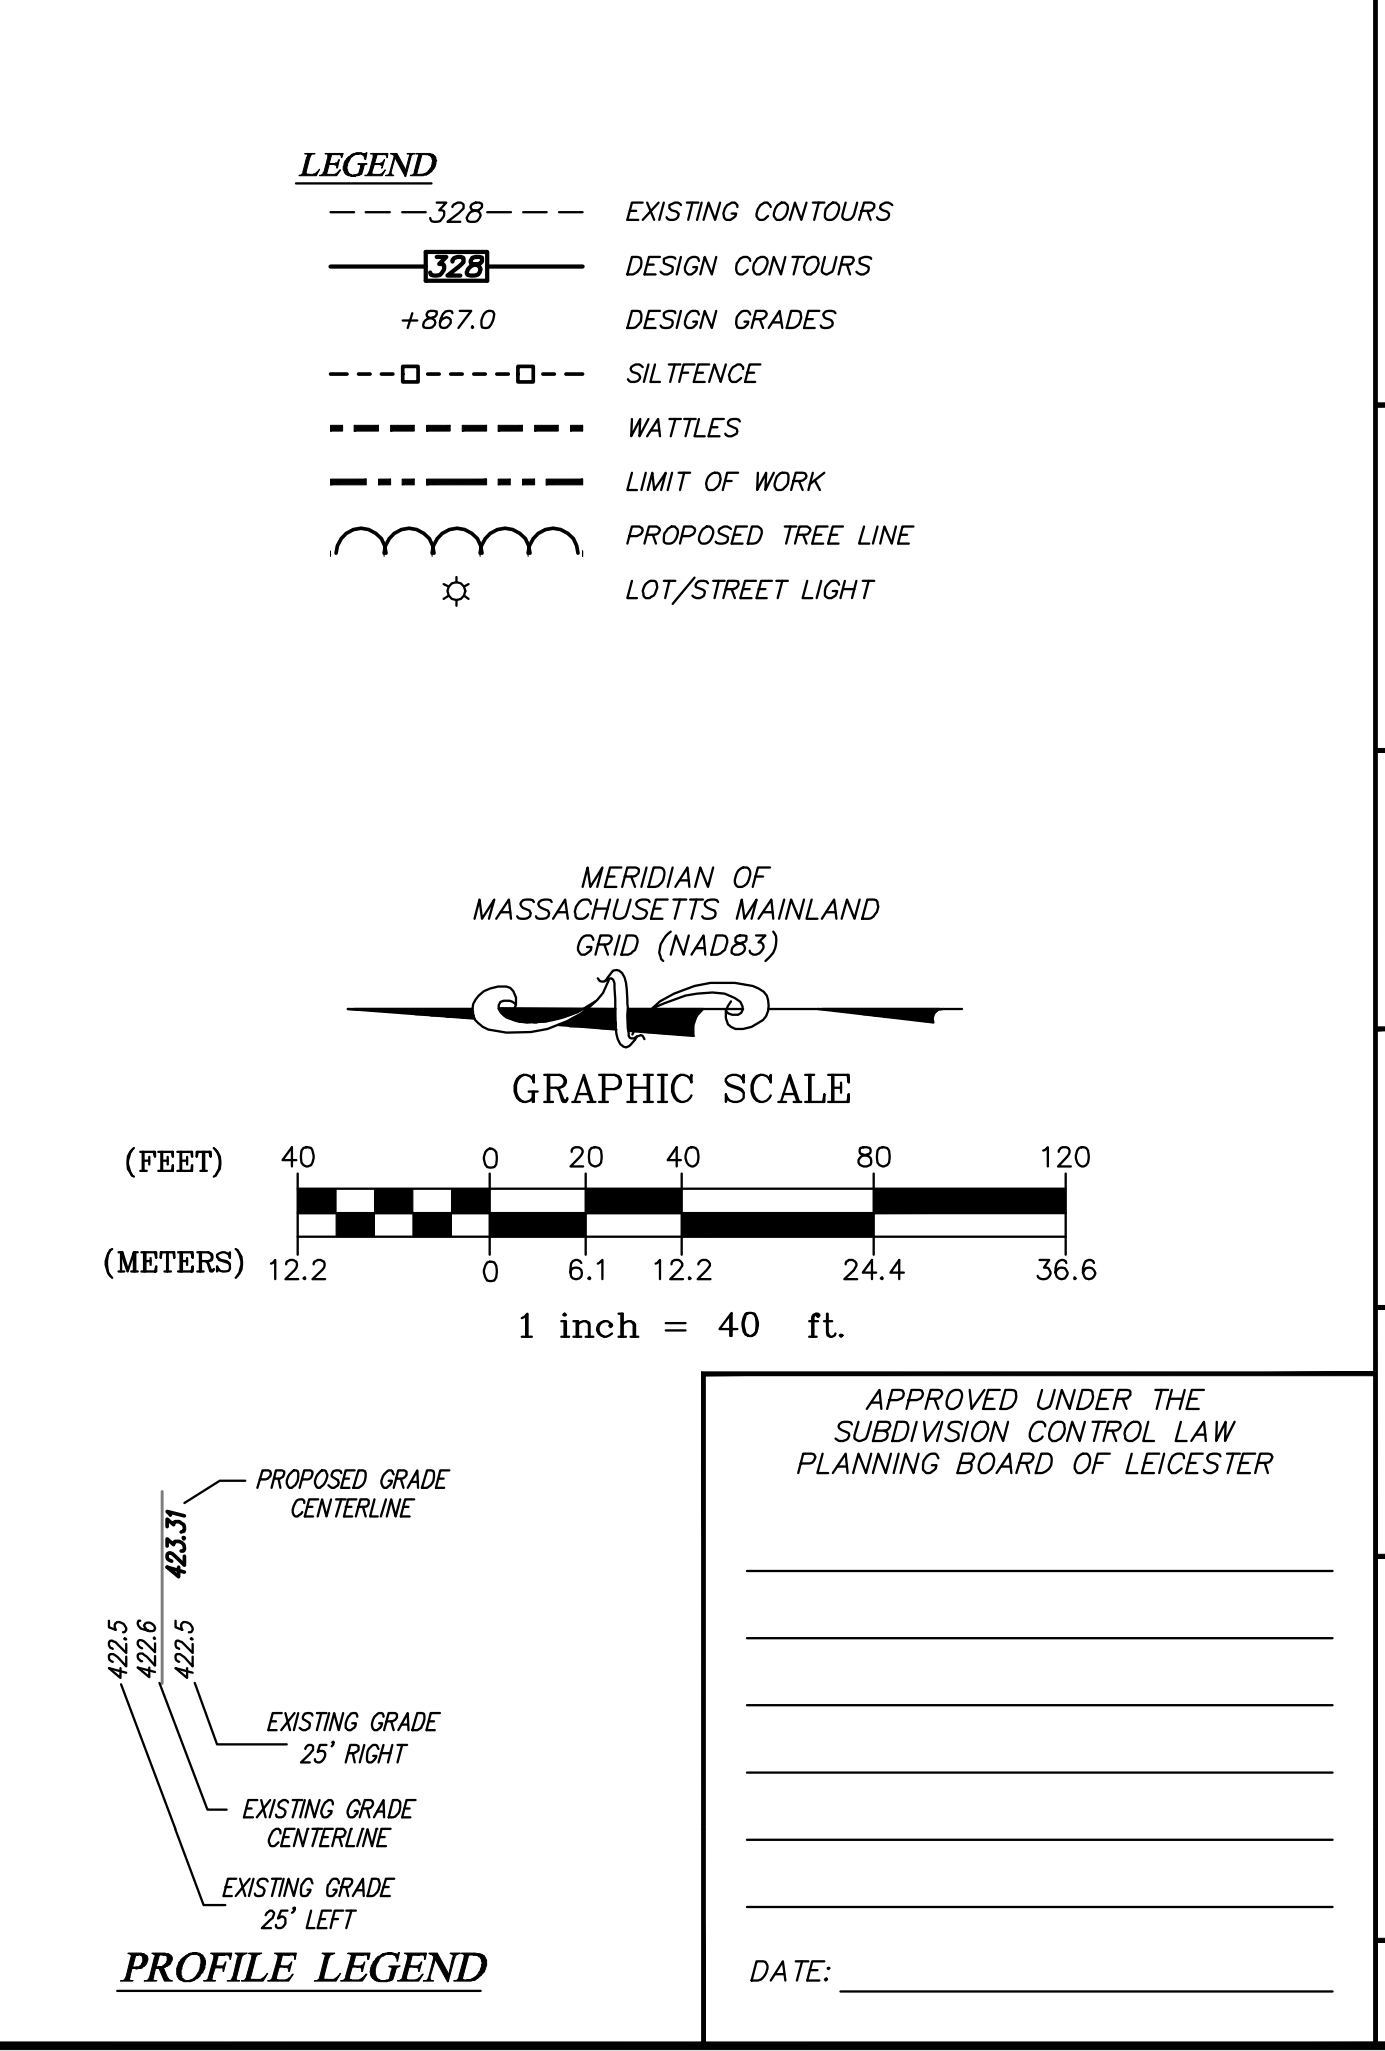 LEGEND
328 EXISTING CONTOURS
328 DESIGN CONTOURS
+867.0 DESIGN GRADES
SILTFENCE
WATTLES
LIMIT OF WORK
PROPOSED TREE LINE
LOT/STREET LIGHT
MERIDIAN OF
MASSACHUSETTS MAINLAND
GRID (NAD83)
GRAPHIC SCALE
(FEET) 40 0 20 40 80 120
(METERS) 12.2 0 6.1 12.2 24.4 36.6
1 inch = 40 ft.
PROPOSED GRADE
CENTERLINE
423.31
422.5
422.6
422.5
EXISTING GRADE
25' RIGHT
EXISTING GRADE
CENTERLINE
EXISTING GRADE
25' LEFT
PROFILE LEGEND
APPROVED UNDER THE
SUBDIVISION CONTROL LAW
PLANNING BOARD OF LEICESTER
DATE: